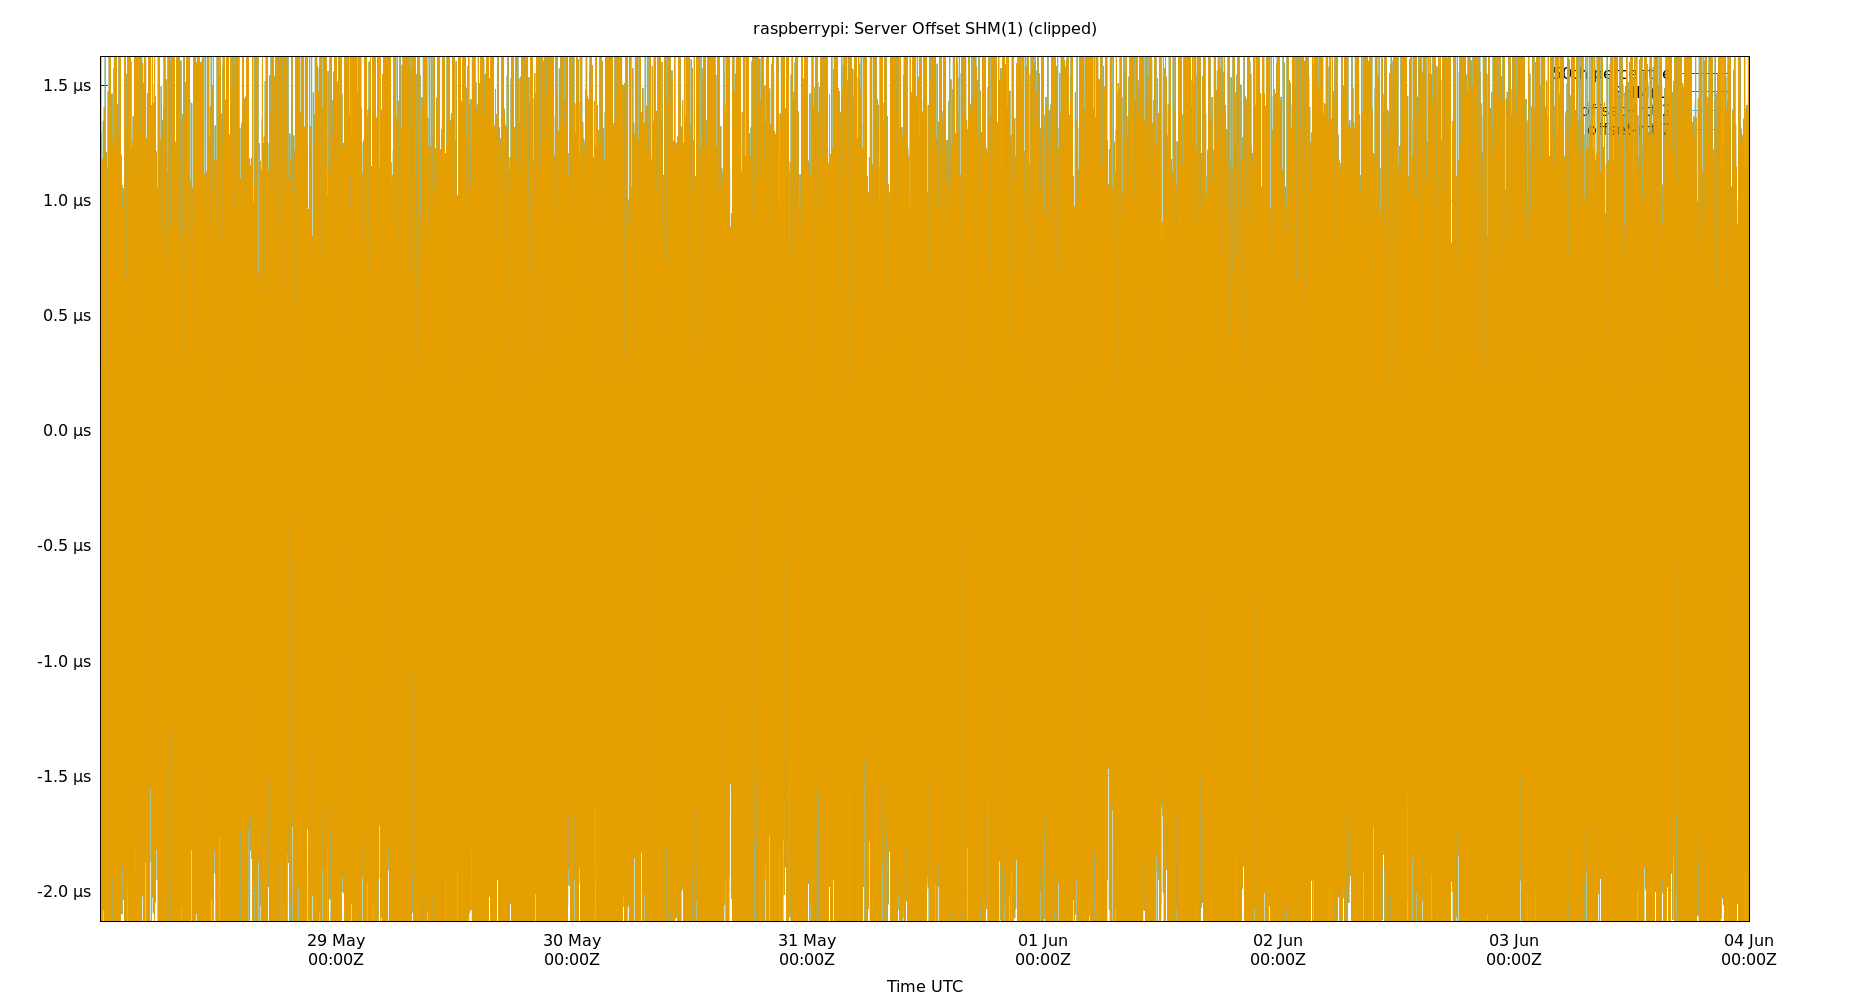 raspberrypi: Server Offset SHM(1) (clipped)
1.5 µs
1.0 µs
0.5 µs
0.0 µs
-0.5 µs
-1.0 µs
-1.5 µs
-2.0 µs
50th percentile
29 May
00:00Z
30 May
00:00Z
31 May
00:00Z
01 Jun
00:00Z
02 Jun
00:00Z
03 Jun
00:00Z
04 Jun
00:00Z
Time UTC